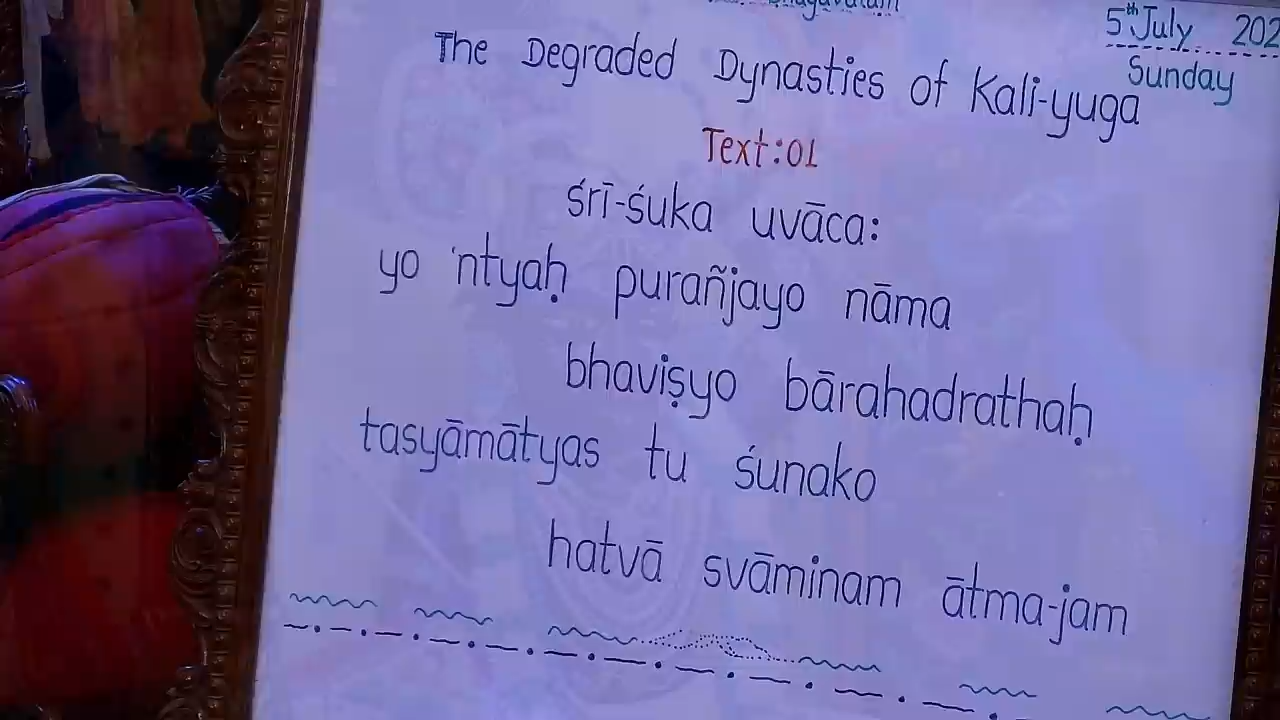 bhagavatam
5th July 202
The Degraded Dynasties of Kali-yuga
Sunday
Text:01
śrī-śuka uvāca:
yo 'ntyaḥ purañjayo nāma
bhaviṣyo bārahadrathaḥ
tasyāmātyas tu śunako
hatvā svāminam ātma-jam